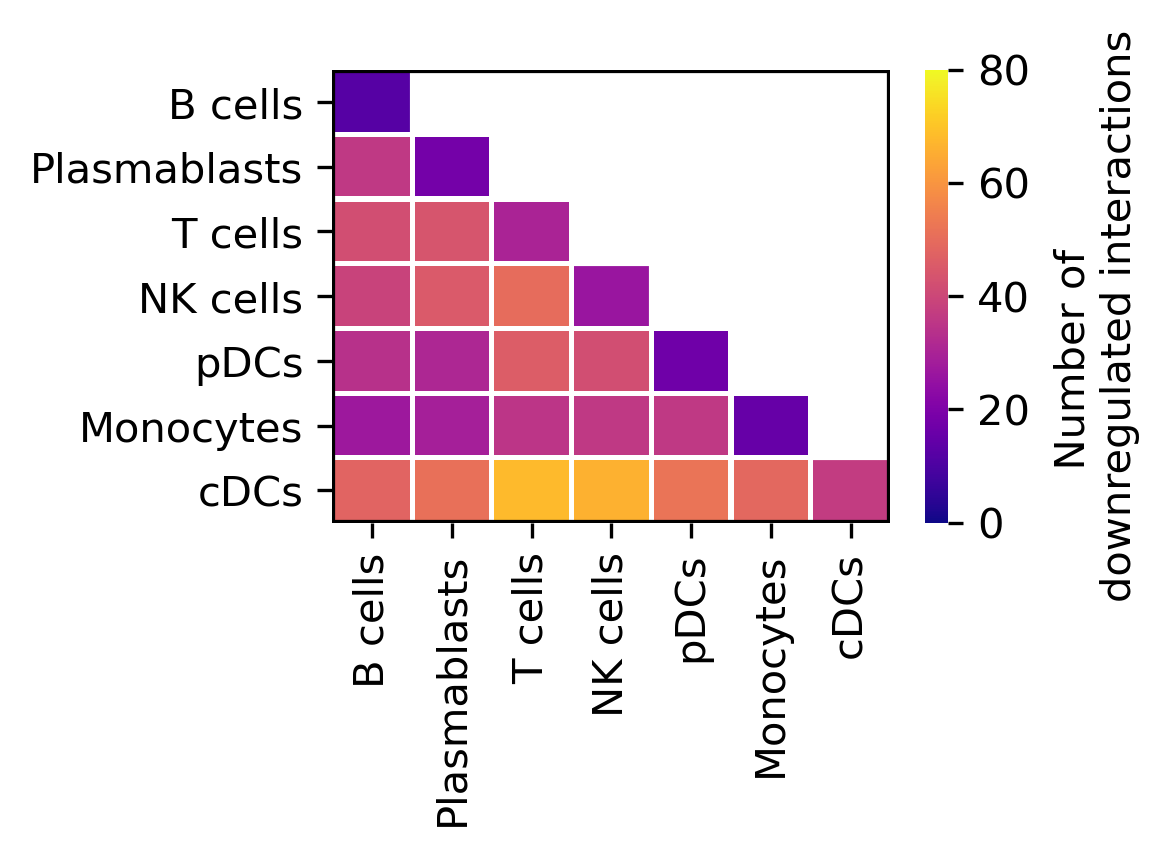 B cells
Plasmablasts
T cells
NK cells
pDCs
Monocytes
cDCs
B cells
Plasmablasts
T cells
NK cells
pDCs
Monocytes
cDCs
80
60
40
20
0
Number of
downregulated interactions